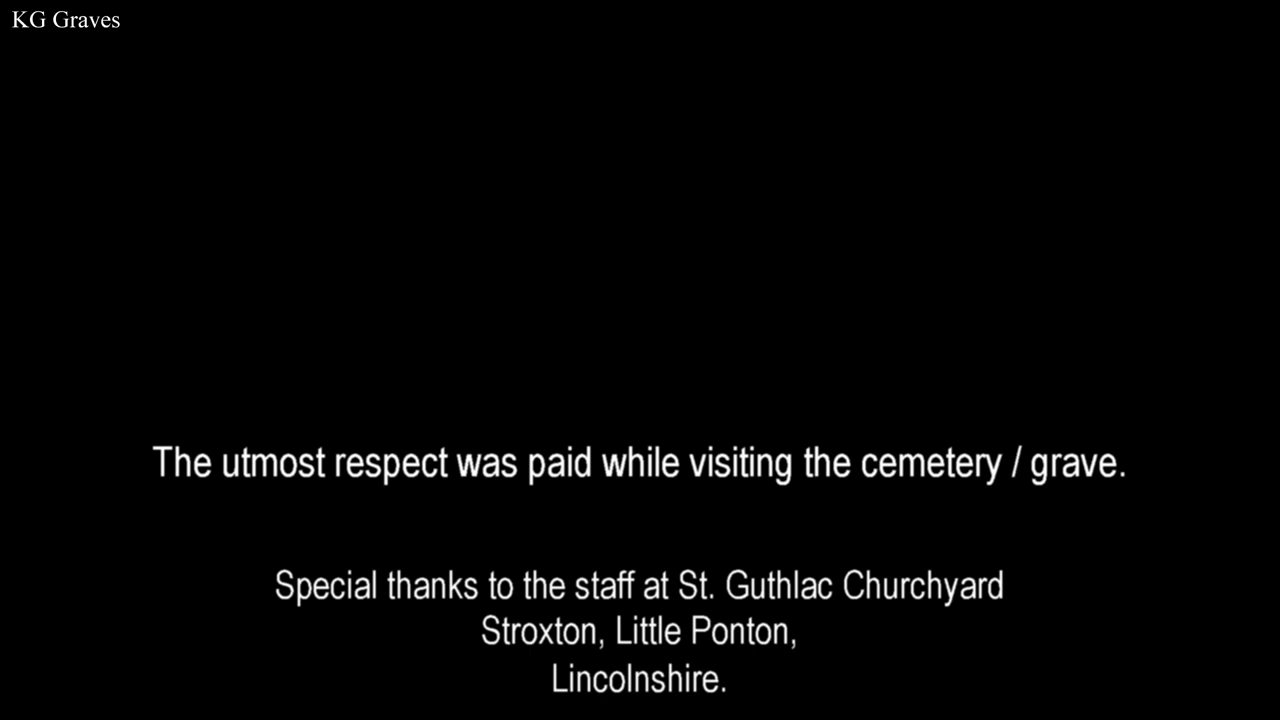 KG Graves
The utmost respect was paid while visiting the cemetery / grave.
Special thanks to the staff at St. Guthlac Churchyard
Stroxton, Little Ponton,
Lincolnshire.